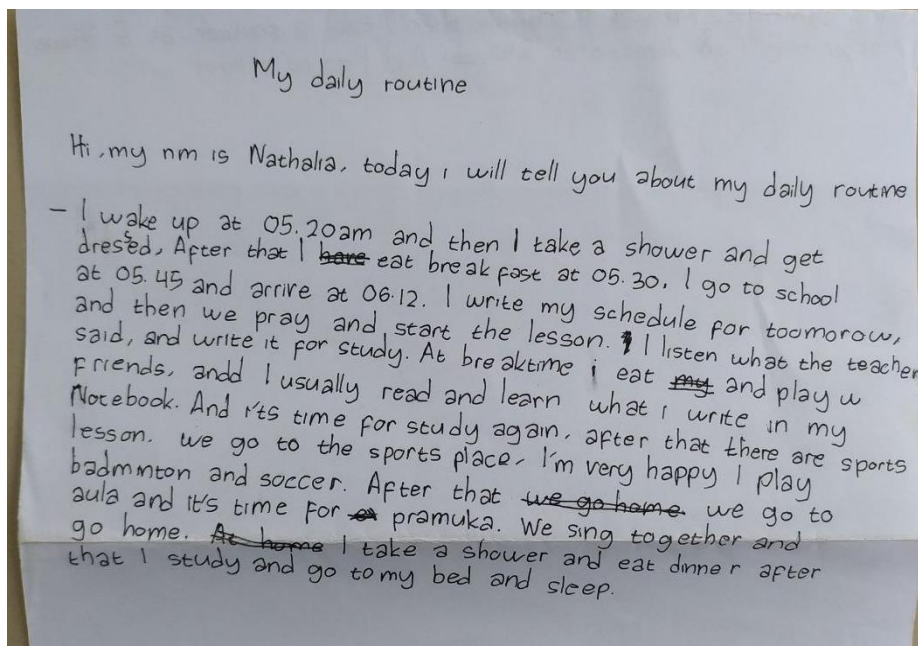 My daily routine
Hi, my nm is Nathalia, today i will tell you about my daily routine
- I wake up at 05.20am and then I take a shower and get
dressed, After that I have eat break fast at 05.30. I go to school
at 05.45 and arrive at 06.12. I write my schedule for toomorow,
and then we pray and start the lesson. I listen what the teacher
said, and write it for study. At breaktime i eat my and play w
Friends, andd I usually read and learn what i write in my
Notebook. And i'ts time for study again, after that there are sports
lesson. we go to the sports place, I'm very happy I play
badmnton and soccer. After that we go home we go to
aula and it's time for pramuka. We sing together and
go home. At home I take a shower and eat dinner after
that I study and go to my bed and sleep.